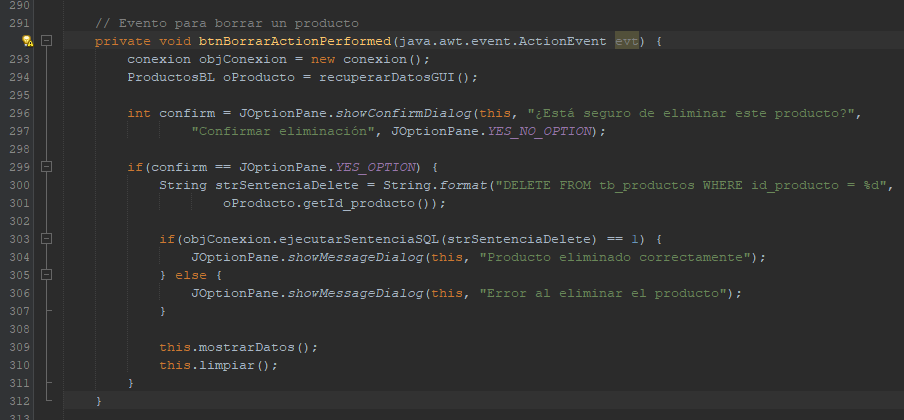 290
291 // Evento para borrar un producto
private void btnBorrarActionPerformed(java.awt.event.ActionEvent evt) {
293 conexion objConexion = new conexion();
294 ProductosBL oProducto = recuperarDatosGUI();
295
296 int confirm = JOptionPane.showConfirmDialog(this, "¿Está seguro de eliminar este producto?",
297 "Confirmar eliminación", JOptionPane.YES_NO_OPTION);
298
299 if(confirm == JOptionPane.YES_OPTION) {
300 String strSentenciaDelete = String.format("DELETE FROM tb_productos WHERE id_producto = %d",
301 oProducto.getId_producto());
302
303 if(objConexion.ejecutarSentenciaSQL(strSentenciaDelete) == 1) {
304 JOptionPane.showMessageDialog(this, "Producto eliminado correctamente");
305 } else {
306 JOptionPane.showMessageDialog(this, "Error al eliminar el producto");
307 }
308
309 this.mostrarDatos();
310 this.limpiar();
311 }
312 }
313